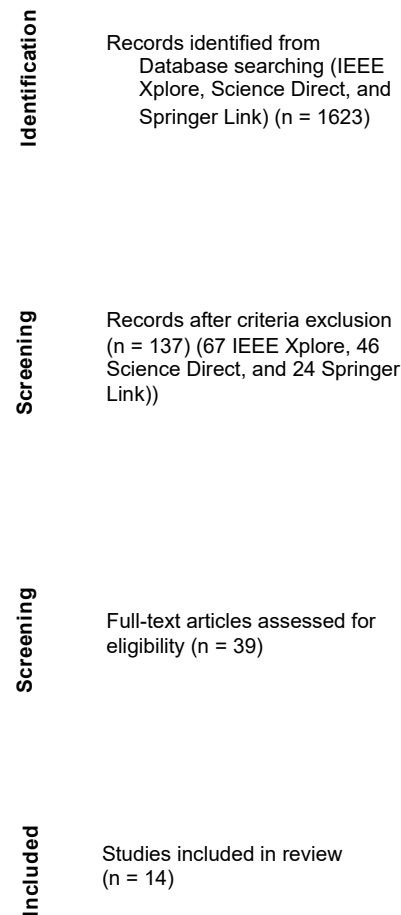 Identification
Records identified from
Database searching (IEEE
Xplore, Science Direct, and
Springer Link) (n = 1623)
Screening
Records after criteria exclusion
(n = 137) (67 IEEE Xplore, 46
Science Direct, and 24 Springer
Link))
Screening
Full-text articles assessed for
eligibility (n = 39)
Included
Studies included in review
(n = 14)